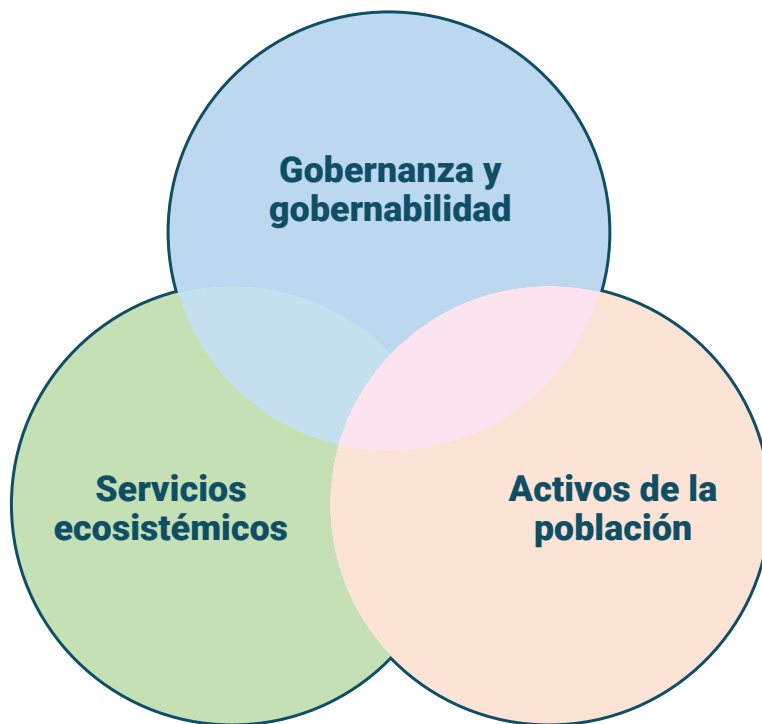 Gobernanza y
gobernabilidad
Servicios
ecosistémicos
Activos de la
población